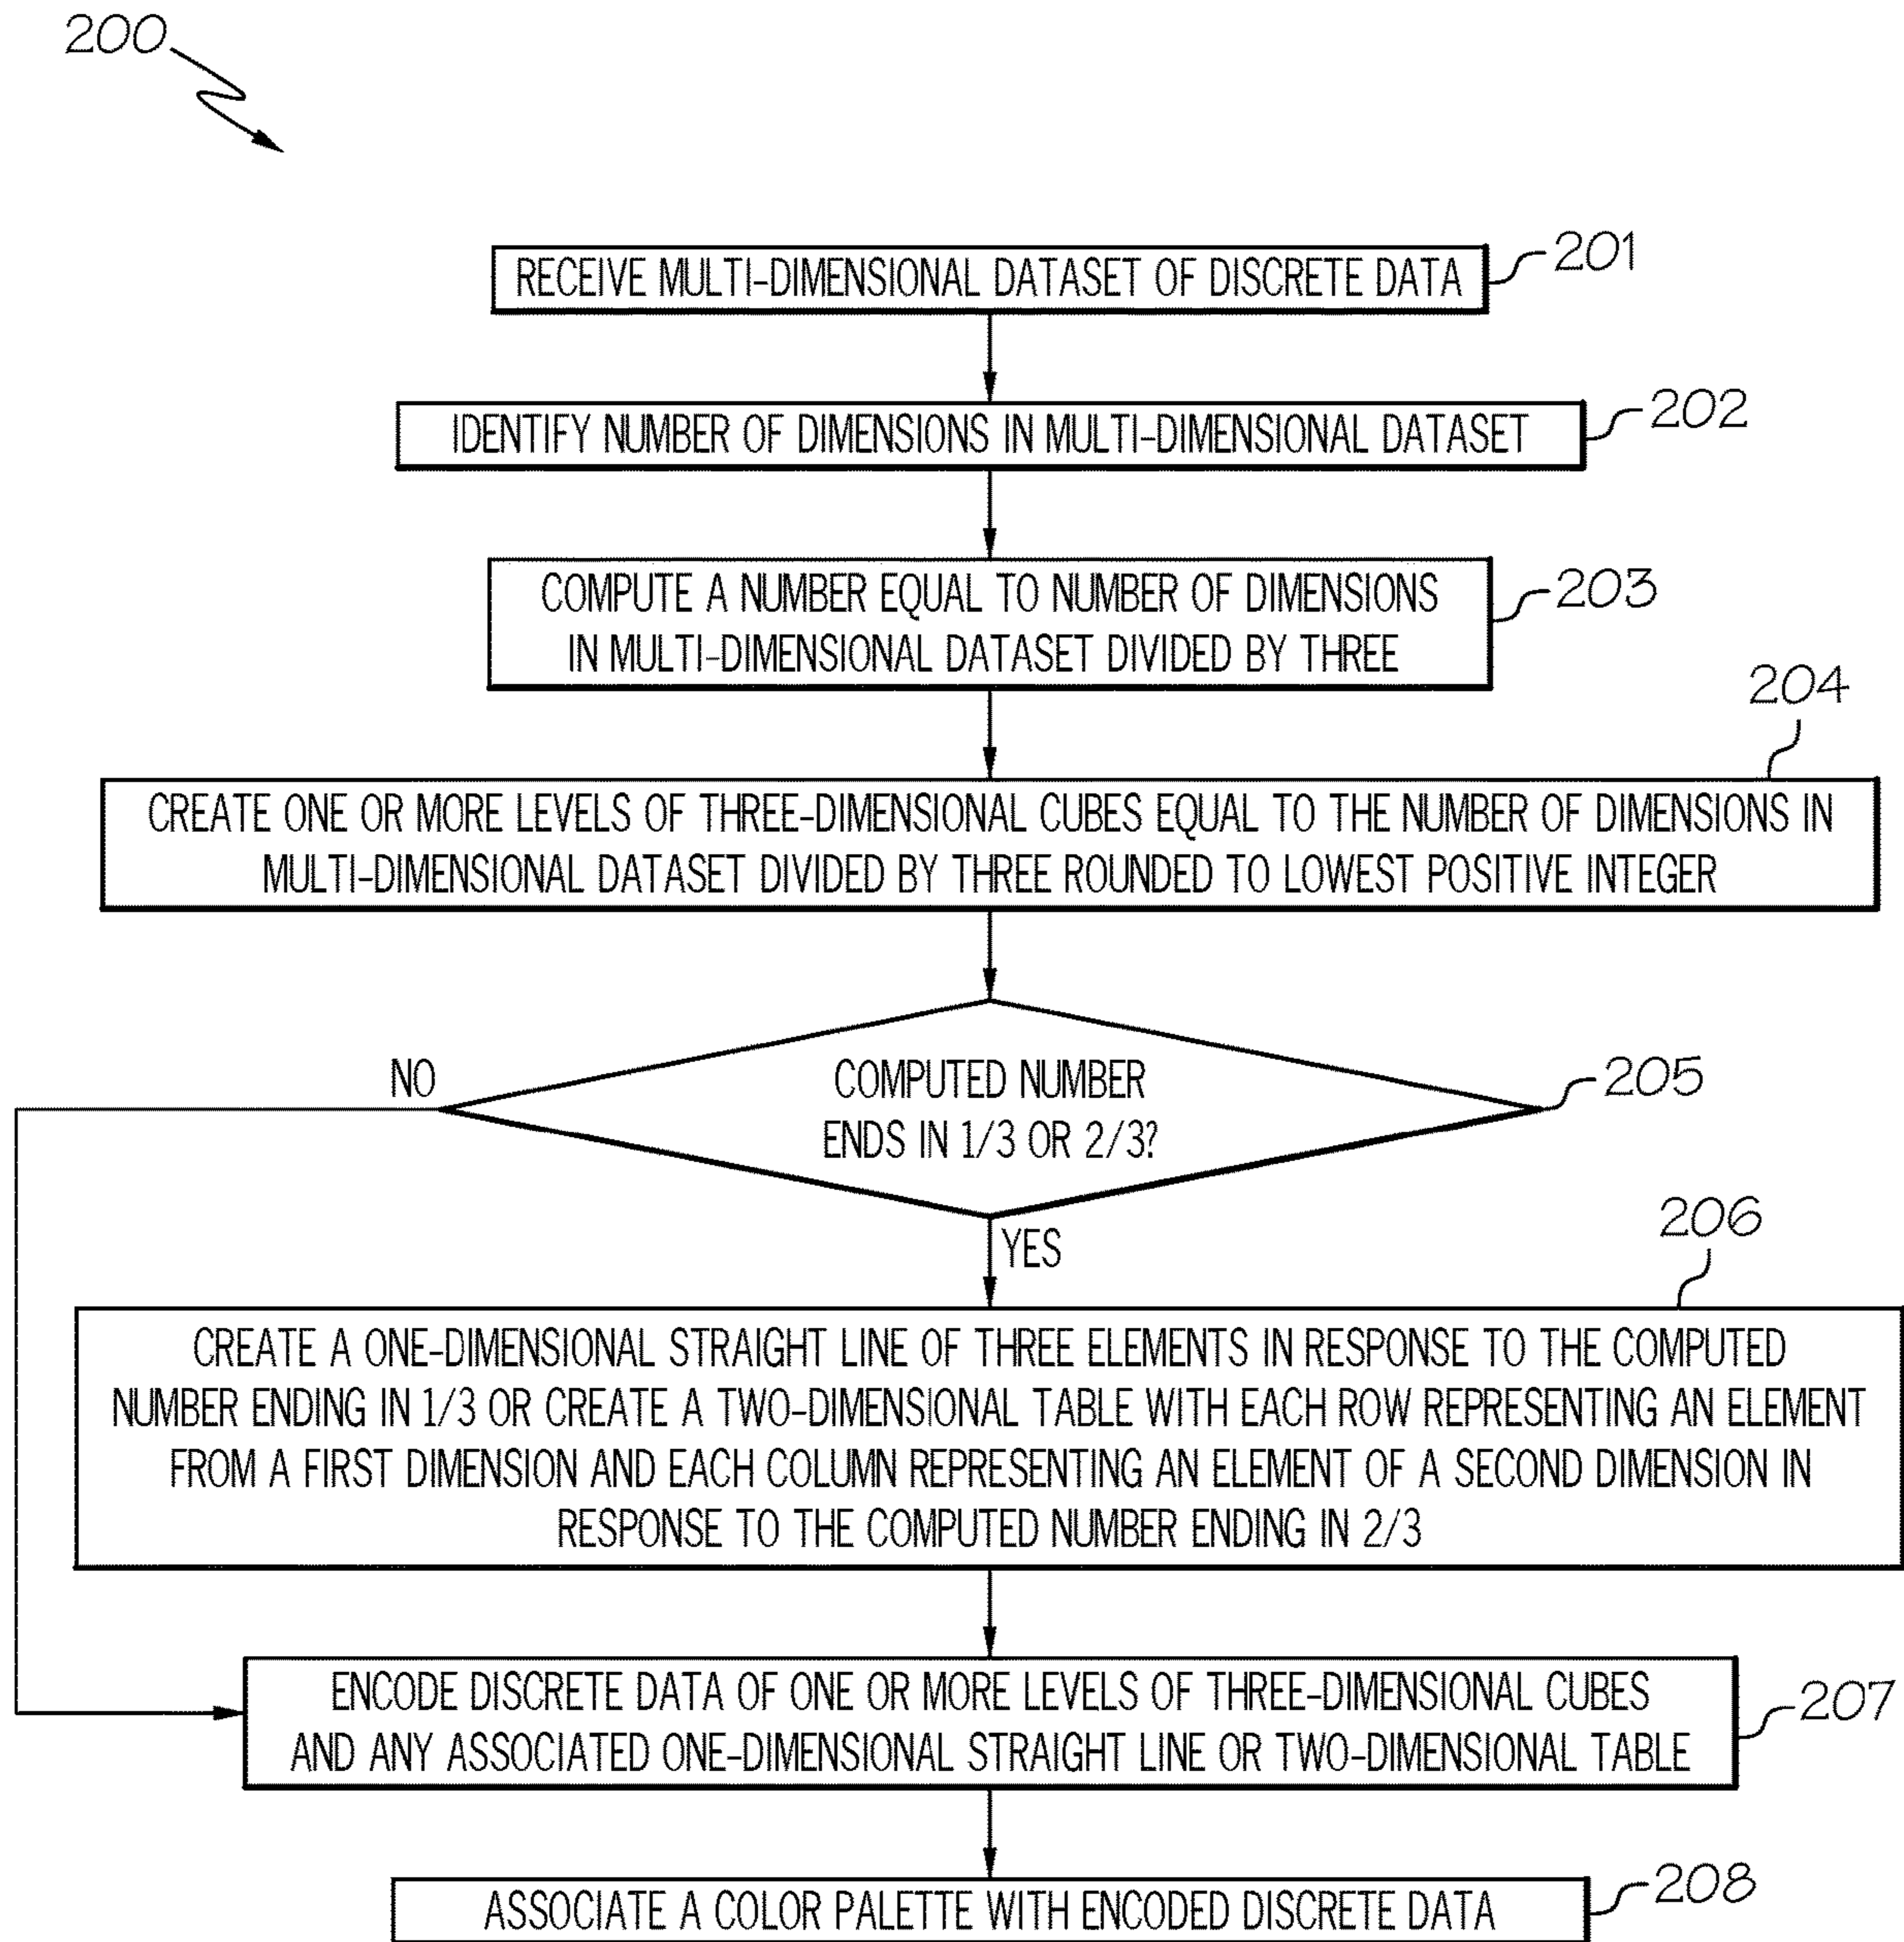 200
RECEIVE MULTI-DIMENSIONAL DATASET OF DISCRETE DATA
201
IDENTIFY NUMBER OF DIMENSIONS IN MULTI-DIMENSIONAL DATASET
202
COMPUTE A NUMBER EQUAL TO NUMBER OF DIMENSIONS
IN MULTI-DIMENSIONAL DATASET DIVIDED BY THREE
203
204
CREATE ONE OR MORE LEVELS OF THREE-DIMENSIONAL CUBES EQUAL TO THE NUMBER OF DIMENSIONS IN
MULTI-DIMENSIONAL DATASET DIVIDED BY THREE ROUNDED TO LOWEST POSITIVE INTEGER
NO
COMPUTED NUMBER
ENDS IN 1/3 OR 2/3?
205
YES
206
CREATE A ONE-DIMENSIONAL STRAIGHT LINE OF THREE ELEMENTS IN RESPONSE TO THE COMPUTED
NUMBER ENDING IN 1/3 OR CREATE A TWO-DIMENSIONAL TABLE WITH EACH ROW REPRESENTING AN ELEMENT
FROM A FIRST DIMENSION AND EACH COLUMN REPRESENTING AN ELEMENT OF A SECOND DIMENSION IN
RESPONSE TO THE COMPUTED NUMBER ENDING IN 2/3
ENCODE DISCRETE DATA OF ONE OR MORE LEVELS OF THREE-DIMENSIONAL CUBES
AND ANY ASSOCIATED ONE-DIMENSIONAL STRAIGHT LINE OR TWO-DIMENSIONAL TABLE
207
ASSOCIATE A COLOR PALETTE WITH ENCODED DISCRETE DATA
208